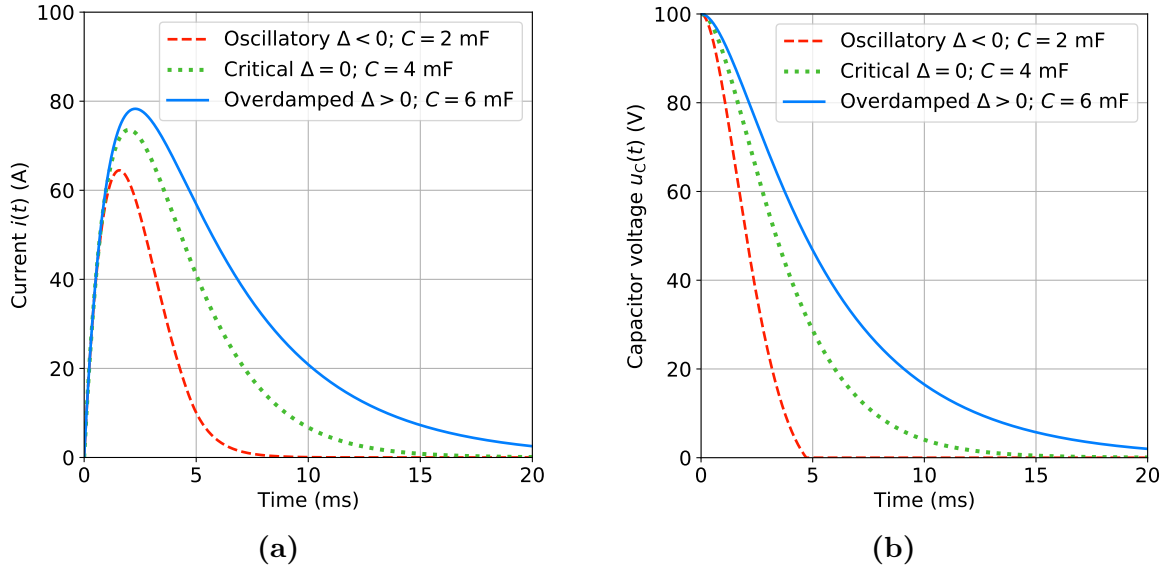 100
80
60
40
20
0
Current i(t) (A)
Oscillatory Δ < 0; C = 2 mF
Critical Δ = 0; C = 4 mF
Overdamped Δ > 0; C = 6 mF
0 5 10 15 20
Time (ms)
(a)
100
80
60
40
20
0
Capacitor voltage u_C(t) (V)
Oscillatory Δ < 0; C = 2 mF
Critical Δ = 0; C = 4 mF
Overdamped Δ > 0; C = 6 mF
0 5 10 15 20
Time (ms)
(b)